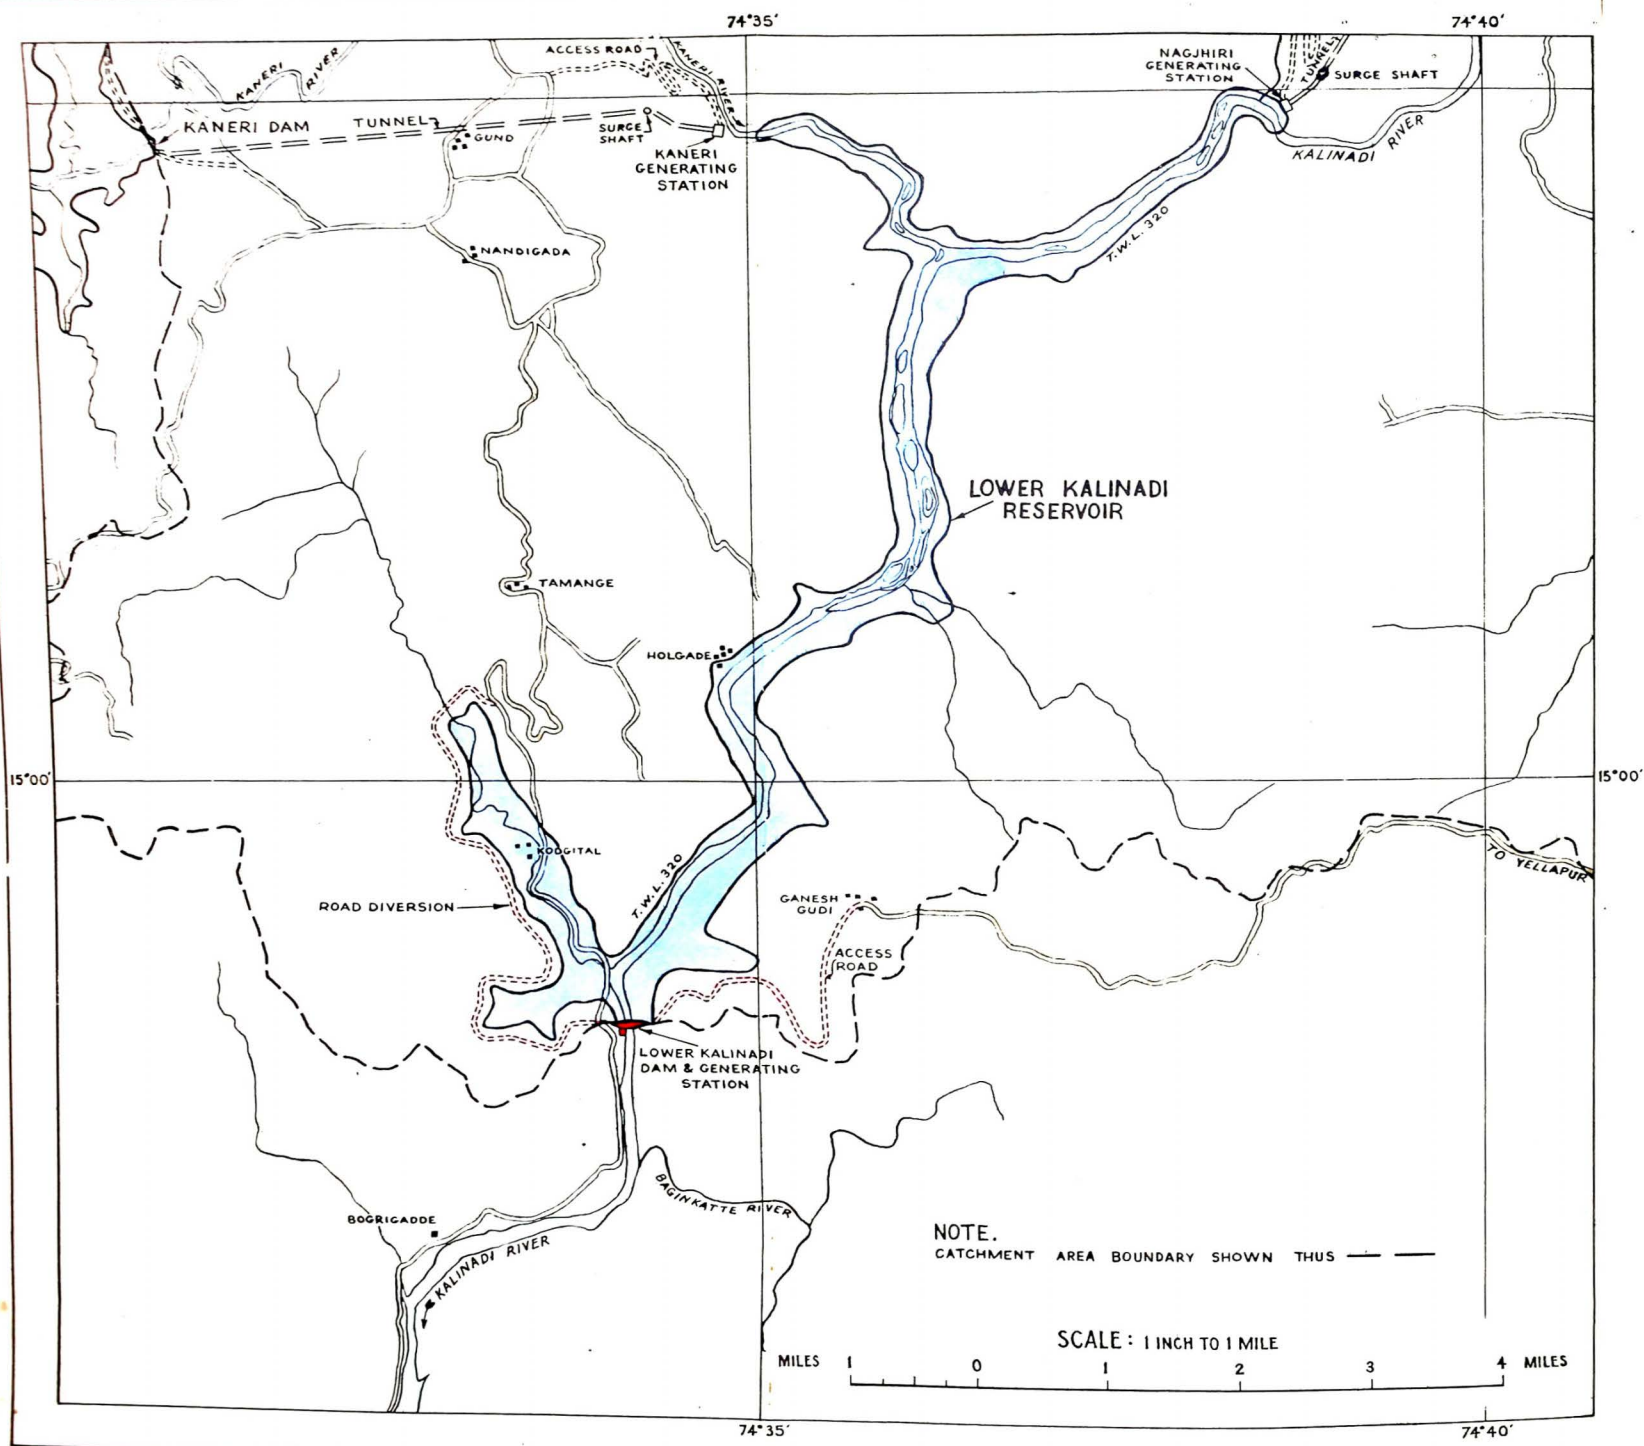 74°35′
74°40′
ACCESS ROAD
KANERI RIVER
KANERI RIVER
NAGJHIRI
GENERATING
STATION
TUNNEL
SURGE SHAFT
KANERI DAM
TUNNEL
GUND
SURGE
SHAFT
KANERI
GENERATING
STATION
KALINADI RIVER
T.W.L. 320
NANDIGADA
LOWER KALINADI
RESERVOIR
TAMANGE
HOLGADE
15°00′
15°00′
KODGITAL
T.W.L. 320
TO YELLAPUR
ROAD DIVERSION
GANESH
GUDI
ACCESS
ROAD
LOWER KALINADI
DAM & GENERATING
STATION
BAGINKATTE RIVER
BOGRIGADDE
KALINADI RIVER
NOTE.
CATCHMENT AREA BOUNDARY SHOWN THUS
SCALE: 1 INCH TO 1 MILE
MILES 1 0 1 2 3 4 MILES
74°35′
74°40′